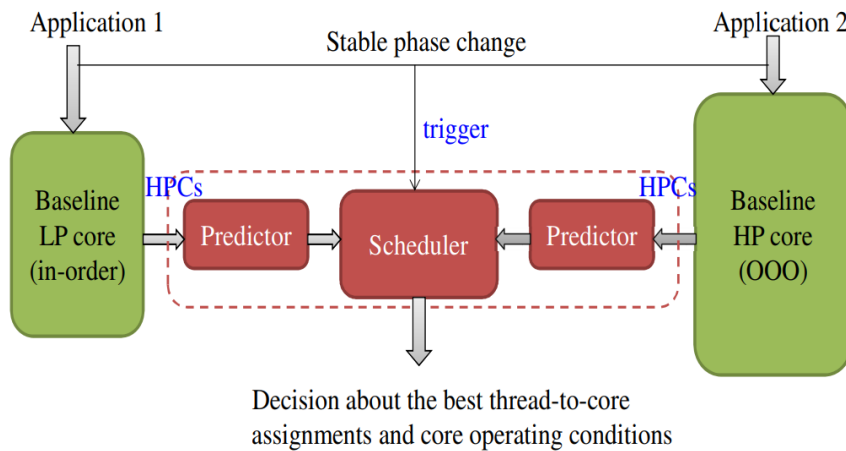 Application 1
Application 2
Stable phase change
trigger
HPCs
HPCs
Baseline
LP core
(in-order)
Predictor
Scheduler
Predictor
Baseline
HP core
(OOO)
Decision about the best thread-to-core
assignments and core operating conditions